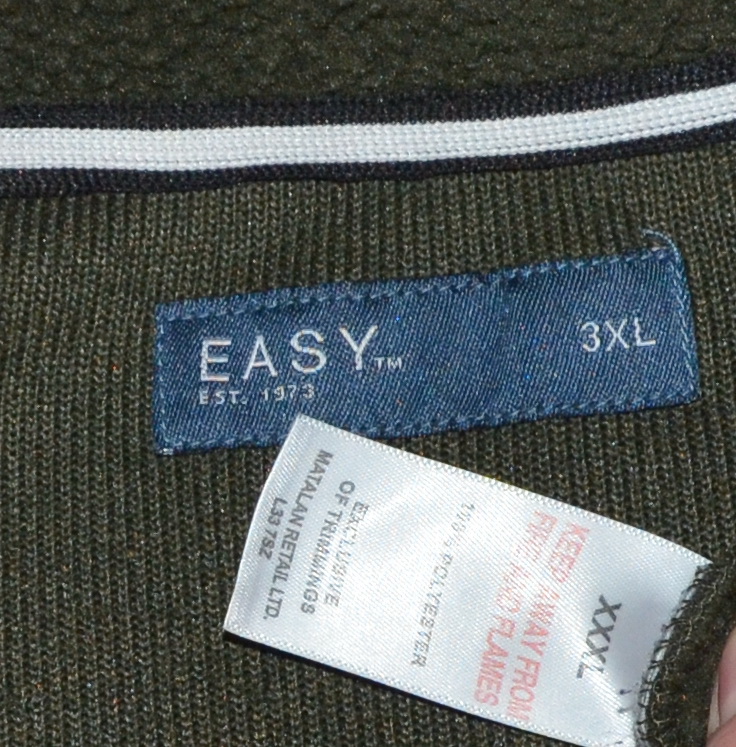 EASY™
EST. 1973
3XL
XXXL
KEEP AWAY FROM
FIRE AND FLAMES
100% POLYESTER
EXCLUSIVE
OF TRIMMINGS
MATALAN RETAIL LTD.
L33 7SZ